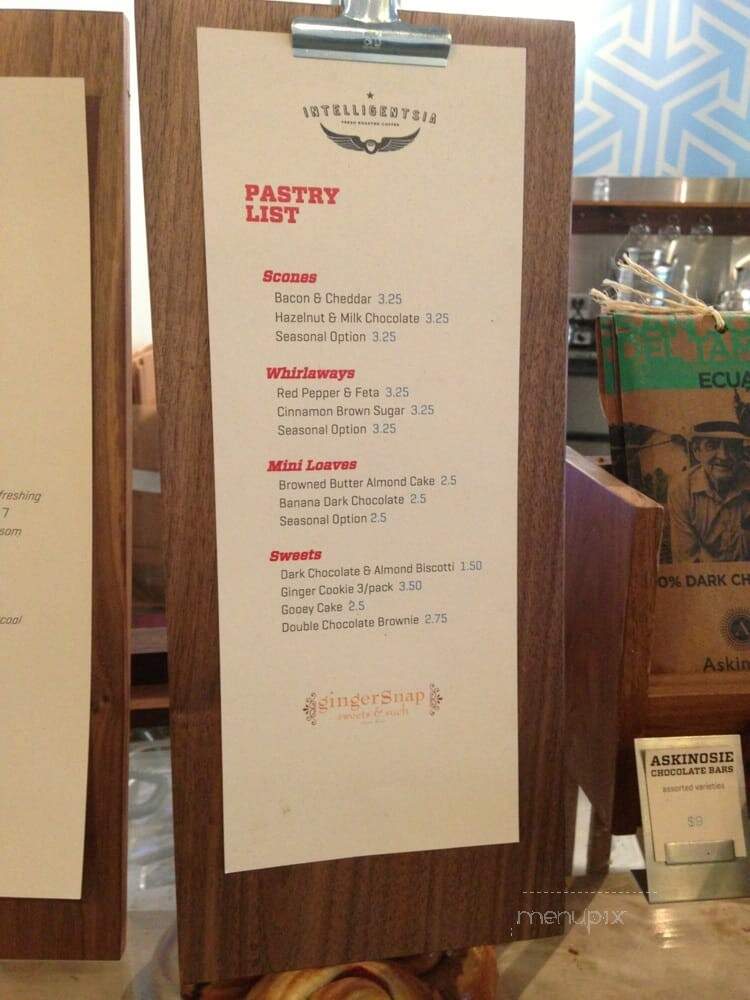 INTELLIGENTSIA
FRESH ROASTED COFFEE
PASTRY
LIST
Scones
Bacon & Cheddar 3.25
Hazelnut & Milk Chocolate 3.25
Seasonal Option 3.25
Whirlaways
Red Pepper & Feta 3.25
Cinnamon Brown Sugar 3.25
Seasonal Option 3.25
Mini Loaves
Browned Butter Almond Cake 2.5
Banana Dark Chocolate 2.5
Seasonal Option 2.5
Sweets
Dark Chocolate & Almond Biscotti 1.50
Ginger Cookie 3/pack 3.50
Gooey Cake 2.5
Double Chocolate Brownie 2.75
gingerSnap
sweets & such
freshing
7
som
cool
ECUA
0% DARK CH
Askin
ASKINOSIE
CHOCOLATE BARS
assorted varieties
$9
menupix